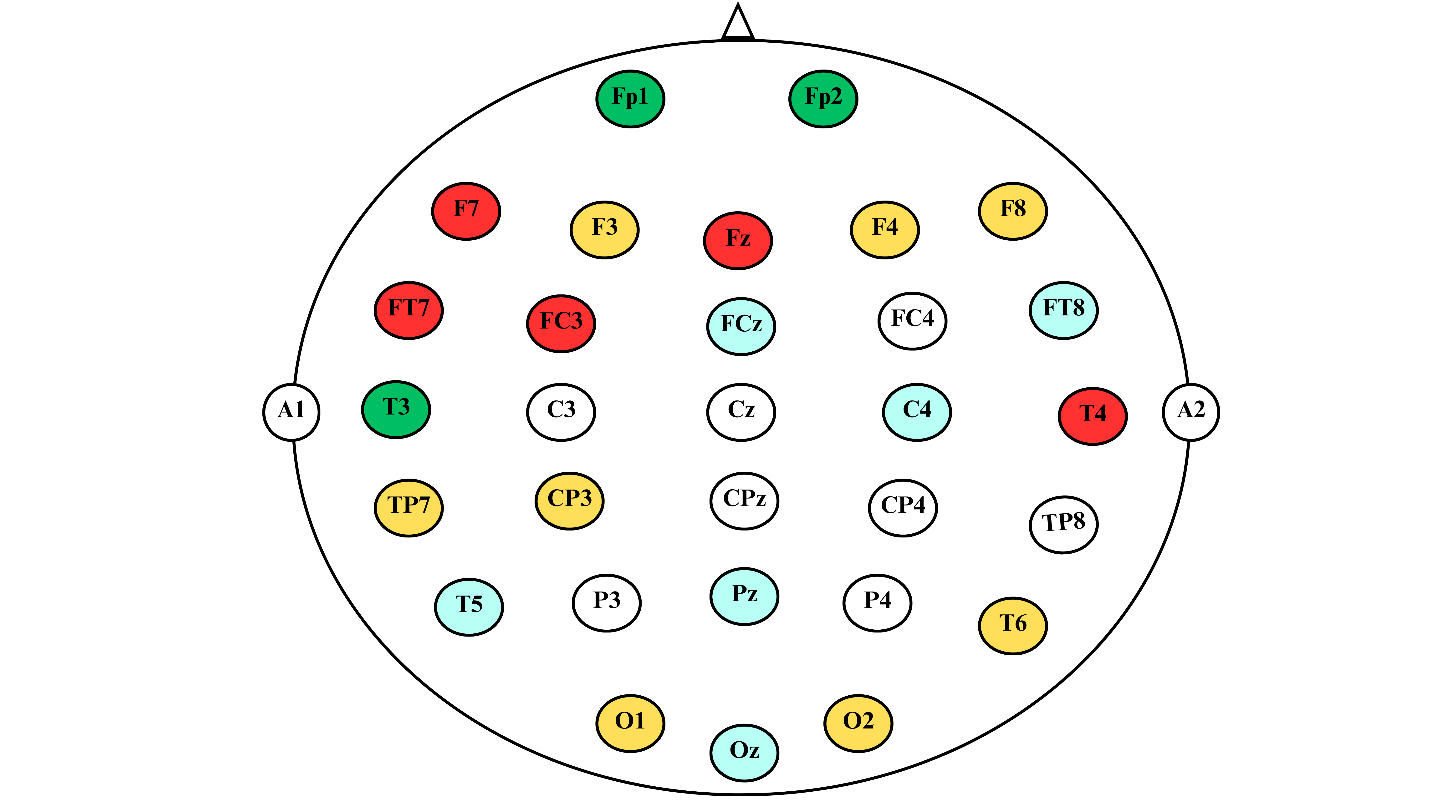 Fp1 Fp2
F7 F3 Fz F4 F8
FT7 FC3 FCz FC4 FT8
A1 T3 C3 Cz C4 T4 A2
TP7 CP3 CPz CP4 TP8
T5 P3 Pz P4 T6
O1 Oz O2